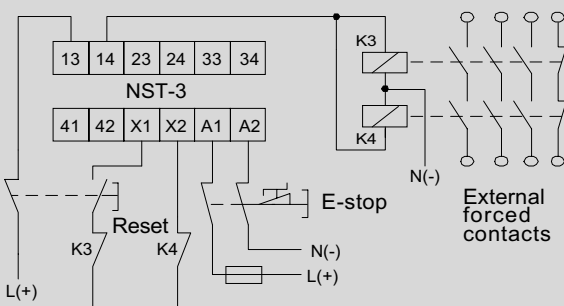 13 14 23 24 33 34
NST-3
41 42 X1 X2 A1 A2
K3
K4
N(-)
External
forced
contacts
E-stop
Reset
K3
K4
N(-)
L(+)
L(+)